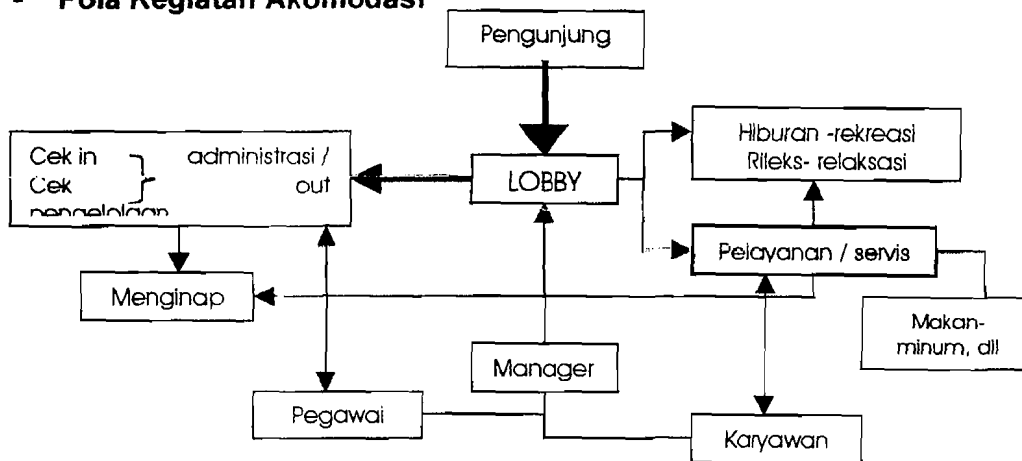 - Pola Kegiatan Akomodasi
Pengunjung
Hiburan -rekreasi
Rileks- relaksasi
Cek in } administrasi /
Cek out
pengelolaan
LOBBY
Pelayanan / servis
Menginap
Makan-
minum, dll
Manager
Pegawai
Karyawan